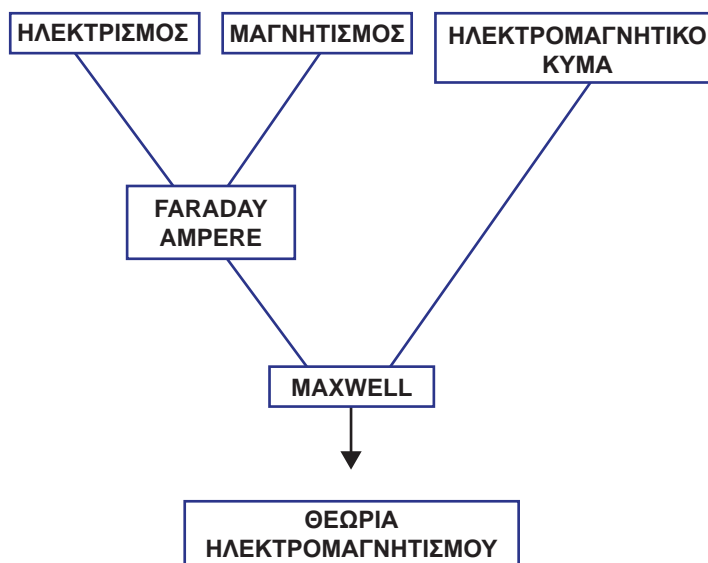 ΗΛΕΚΤΡΙΣΜΟΣ
ΜΑΓΝΗΤΙΣΜΟΣ
ΗΛΕΚΤΡΟΜΑΓΝΗΤΙΚΟ
ΚΥΜΑ
FARADAY
AMPERE
MAXWELL
ΘΕΩΡΙΑ
ΗΛΕΚΤΡΟΜΑΓΝΗΤΙΣΜΟΥ